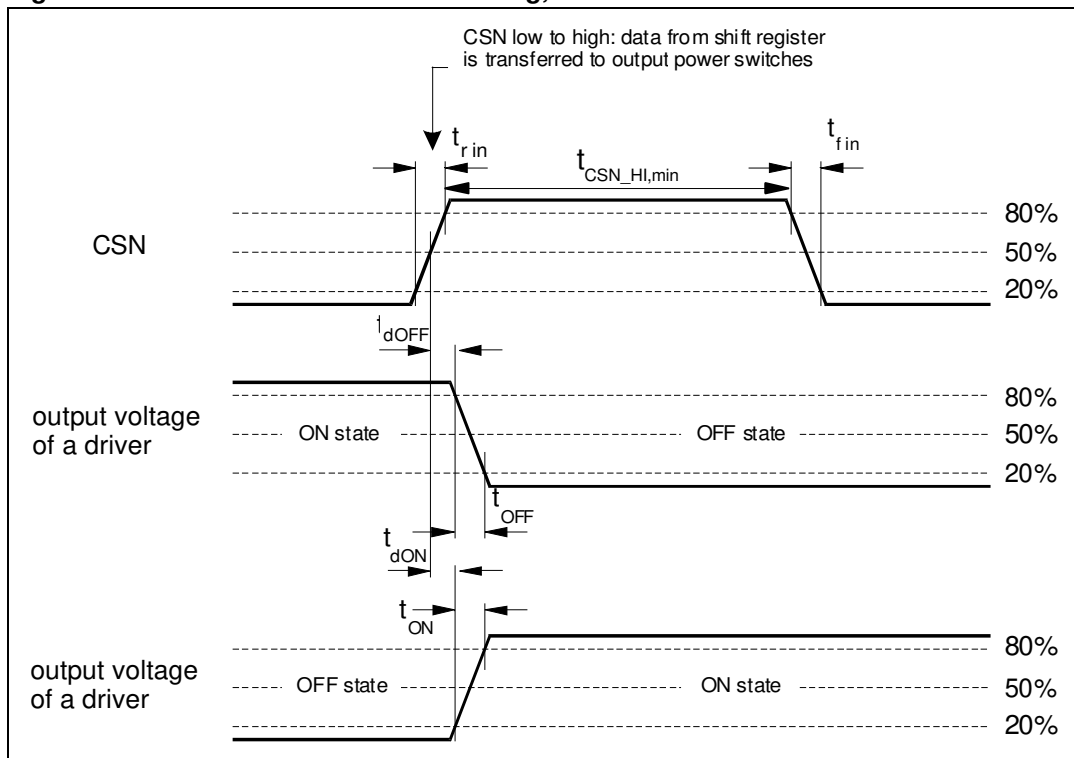 CSN low to high: data from shift register
is transferred to output power switches
t r in
t f in
t CSN_HI,min
CSN
80%
50%
20%
t dOFF
output voltage
of a driver
ON state
OFF state
80%
50%
20%
t OFF
t dON
t ON
output voltage
of a driver
OFF state
ON state
80%
50%
20%